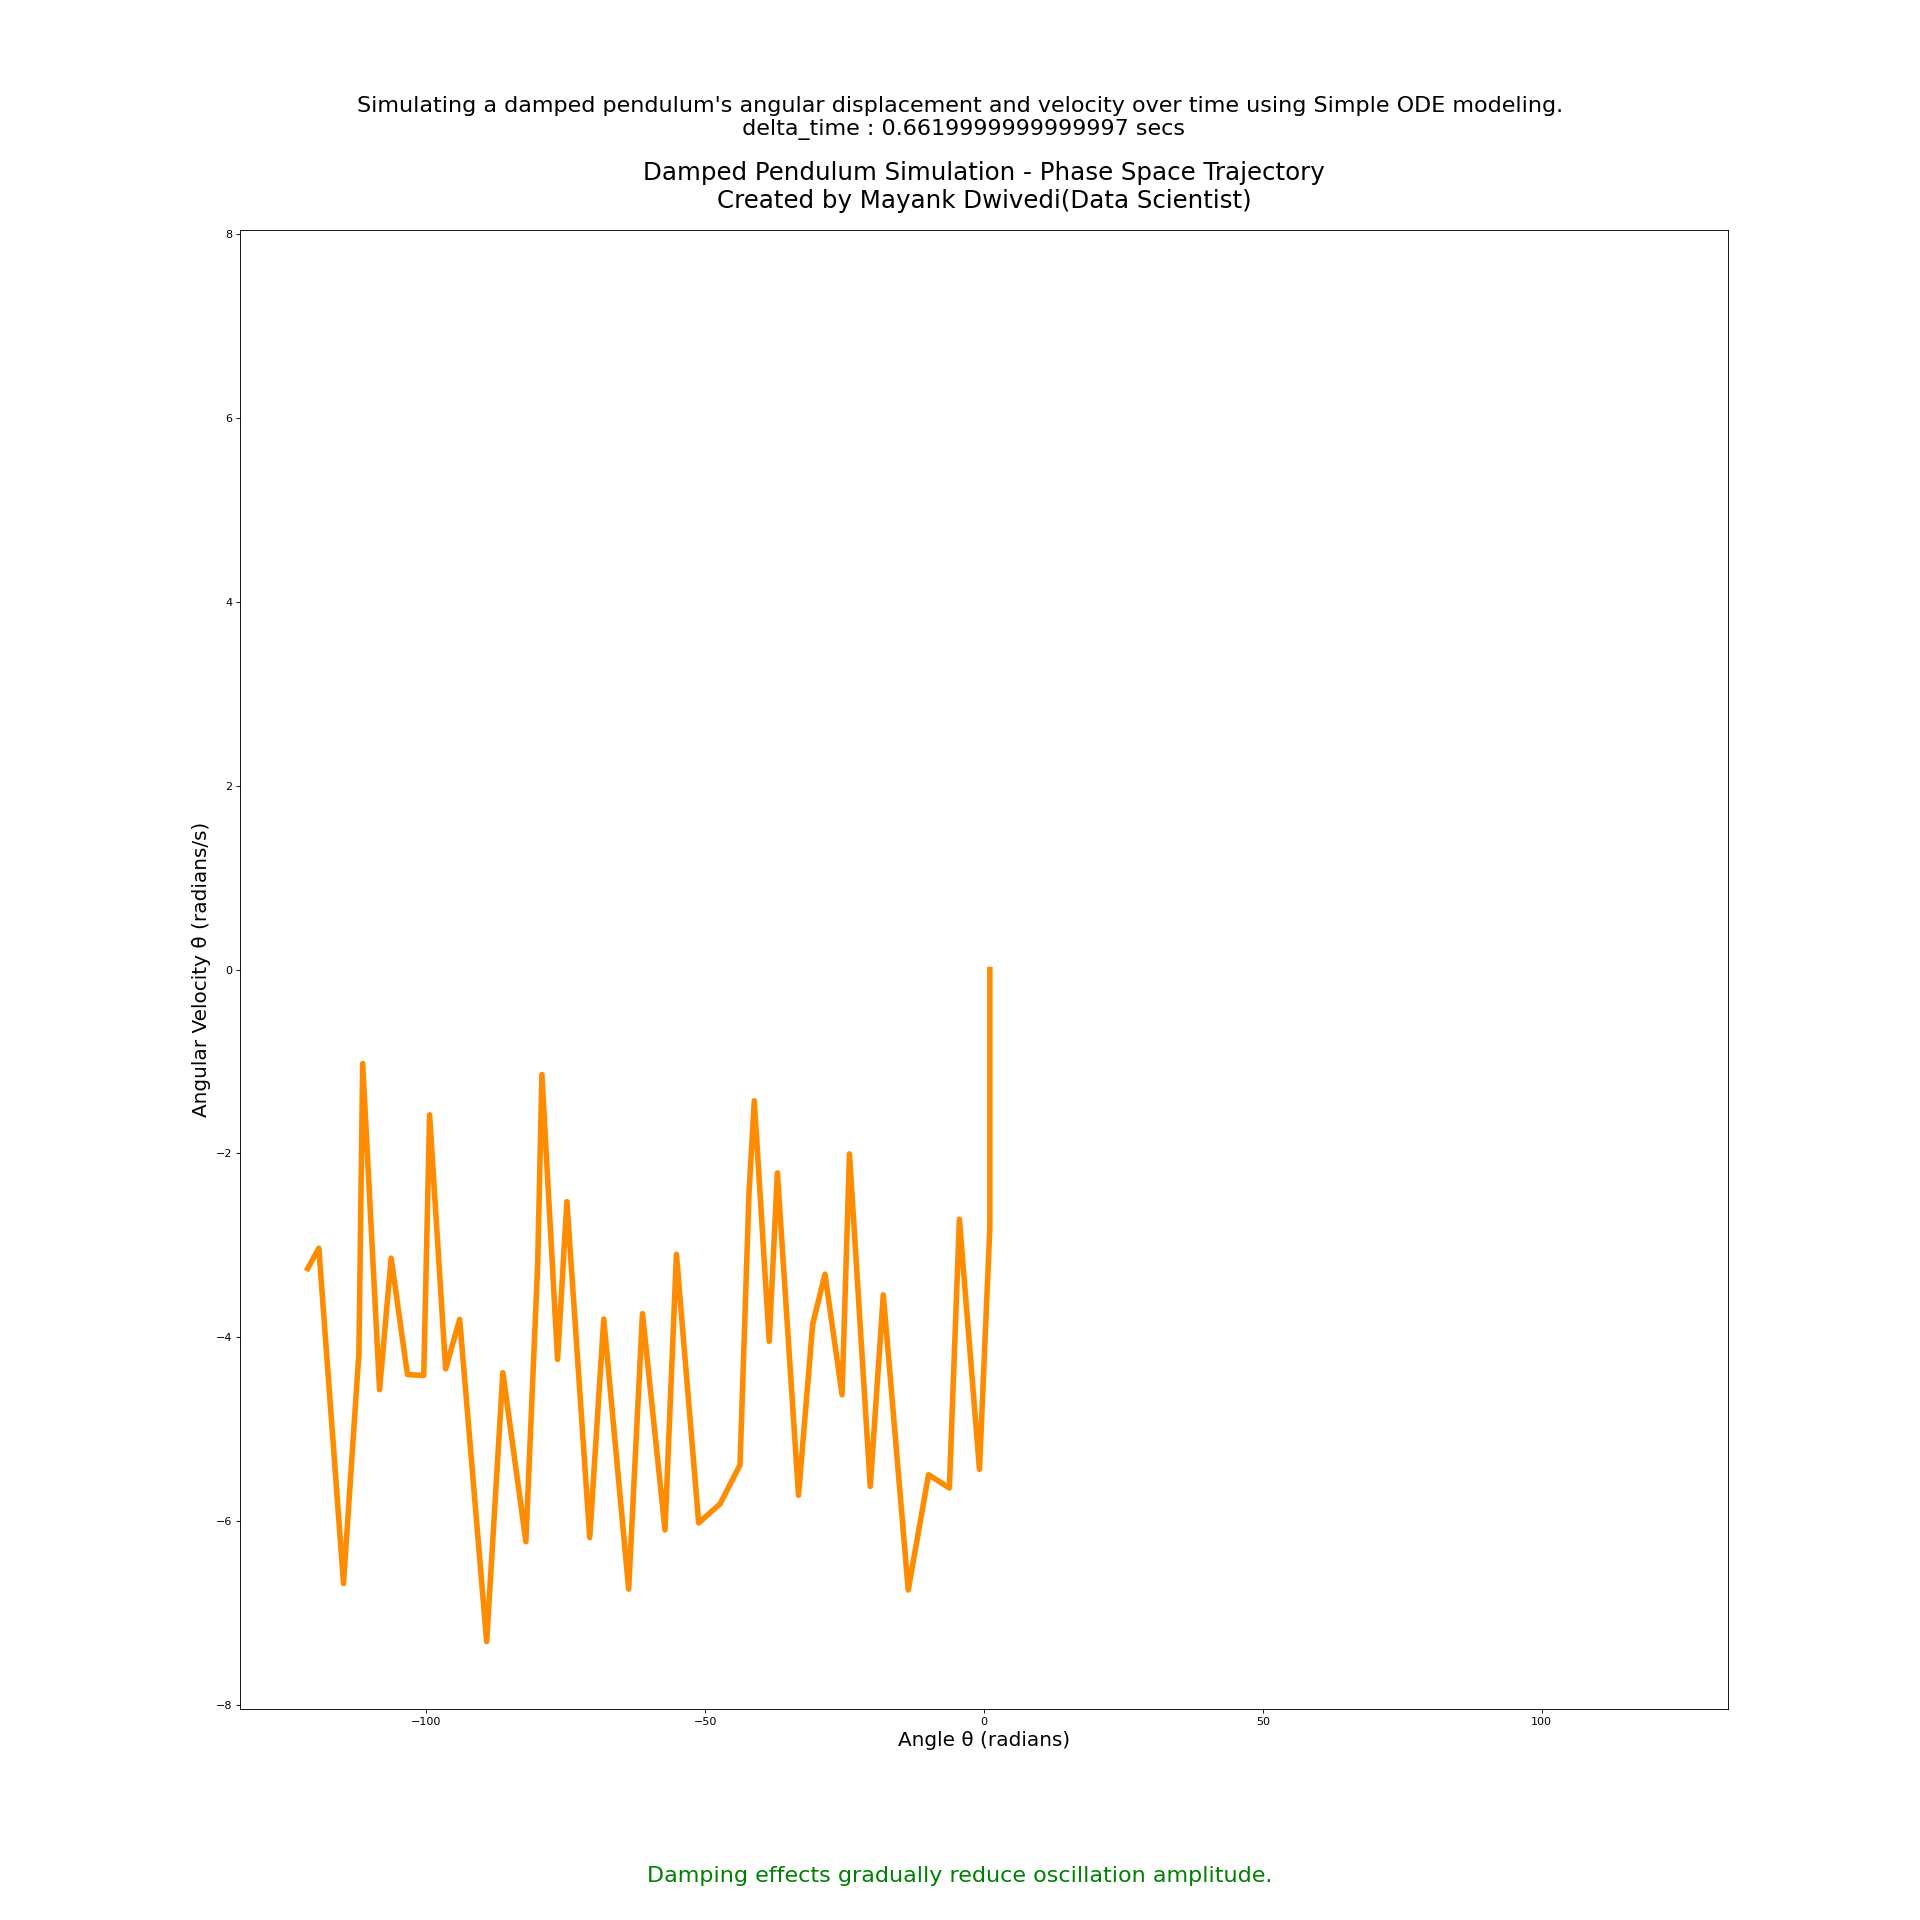 Simulating a damped pendulum's angular displacement and velocity over time using Simple ODE modeling.
delta_time : 0.6619999999999997 secs
Damped Pendulum Simulation - Phase Space Trajectory
Created by Mayank Dwivedi(Data Scientist)
Angular Velocity θ (radians/s)
8
6
4
2
0
−2
−4
−6
−8
−100
−50
0
50
100
Angle θ (radians)
Damping effects gradually reduce oscillation amplitude.